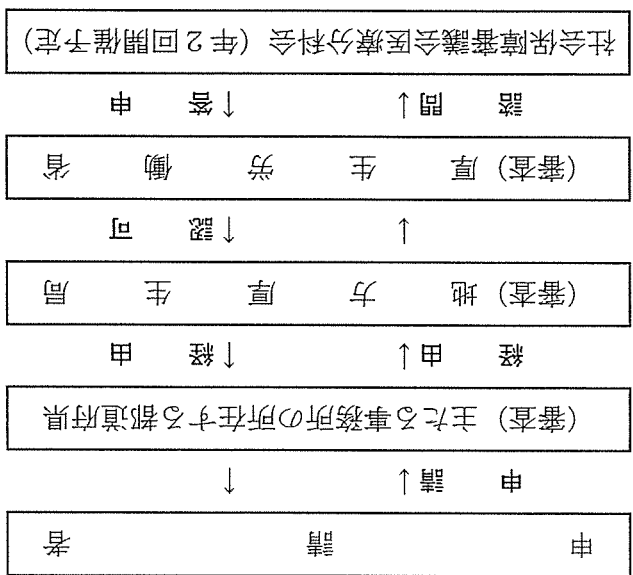 申 請 者
申 請↓ ↑
（審査）主たる事務所の所在する都道府県
経 由↓ ↑経 由
（審査）地 方 厚 生 局
↓ ↑認 可
（審査）厚 生 労 働 省
諮 問↓ ↑答 申
社会保障審議会医療分科会（年２回開催予定）